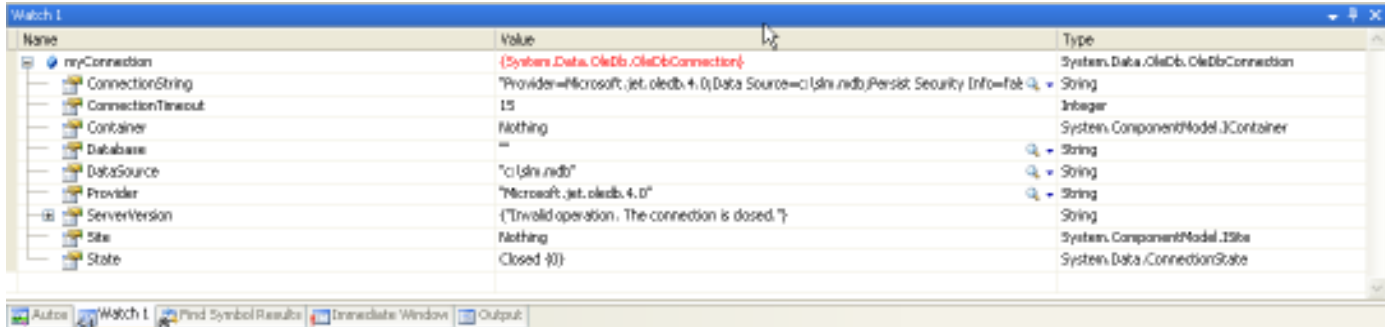 Watch 1
Name Value Type
myConnection {System.Data.OleDb.OleDbConnection} System.Data.OleDb.OleDbConnection
ConnectionString "Provider=Microsoft.jet.oledb.4.0;Data Source=c:\slm.mdb;Persist Security Info=Fals String
ConnectionTimeout 15 Integer
Container Nothing System.ComponentModel.IContainer
Database "" String
DataSource "c:\slm.mdb" String
Provider "Microsoft.jet.oledb.4.0" String
ServerVersion {"Invalid operation. The connection is closed."} String
Site Nothing System.ComponentModel.ISite
State Closed {0} System.Data.ConnectionState
Autos Watch 1 Find Symbol Results Immediate Window Output